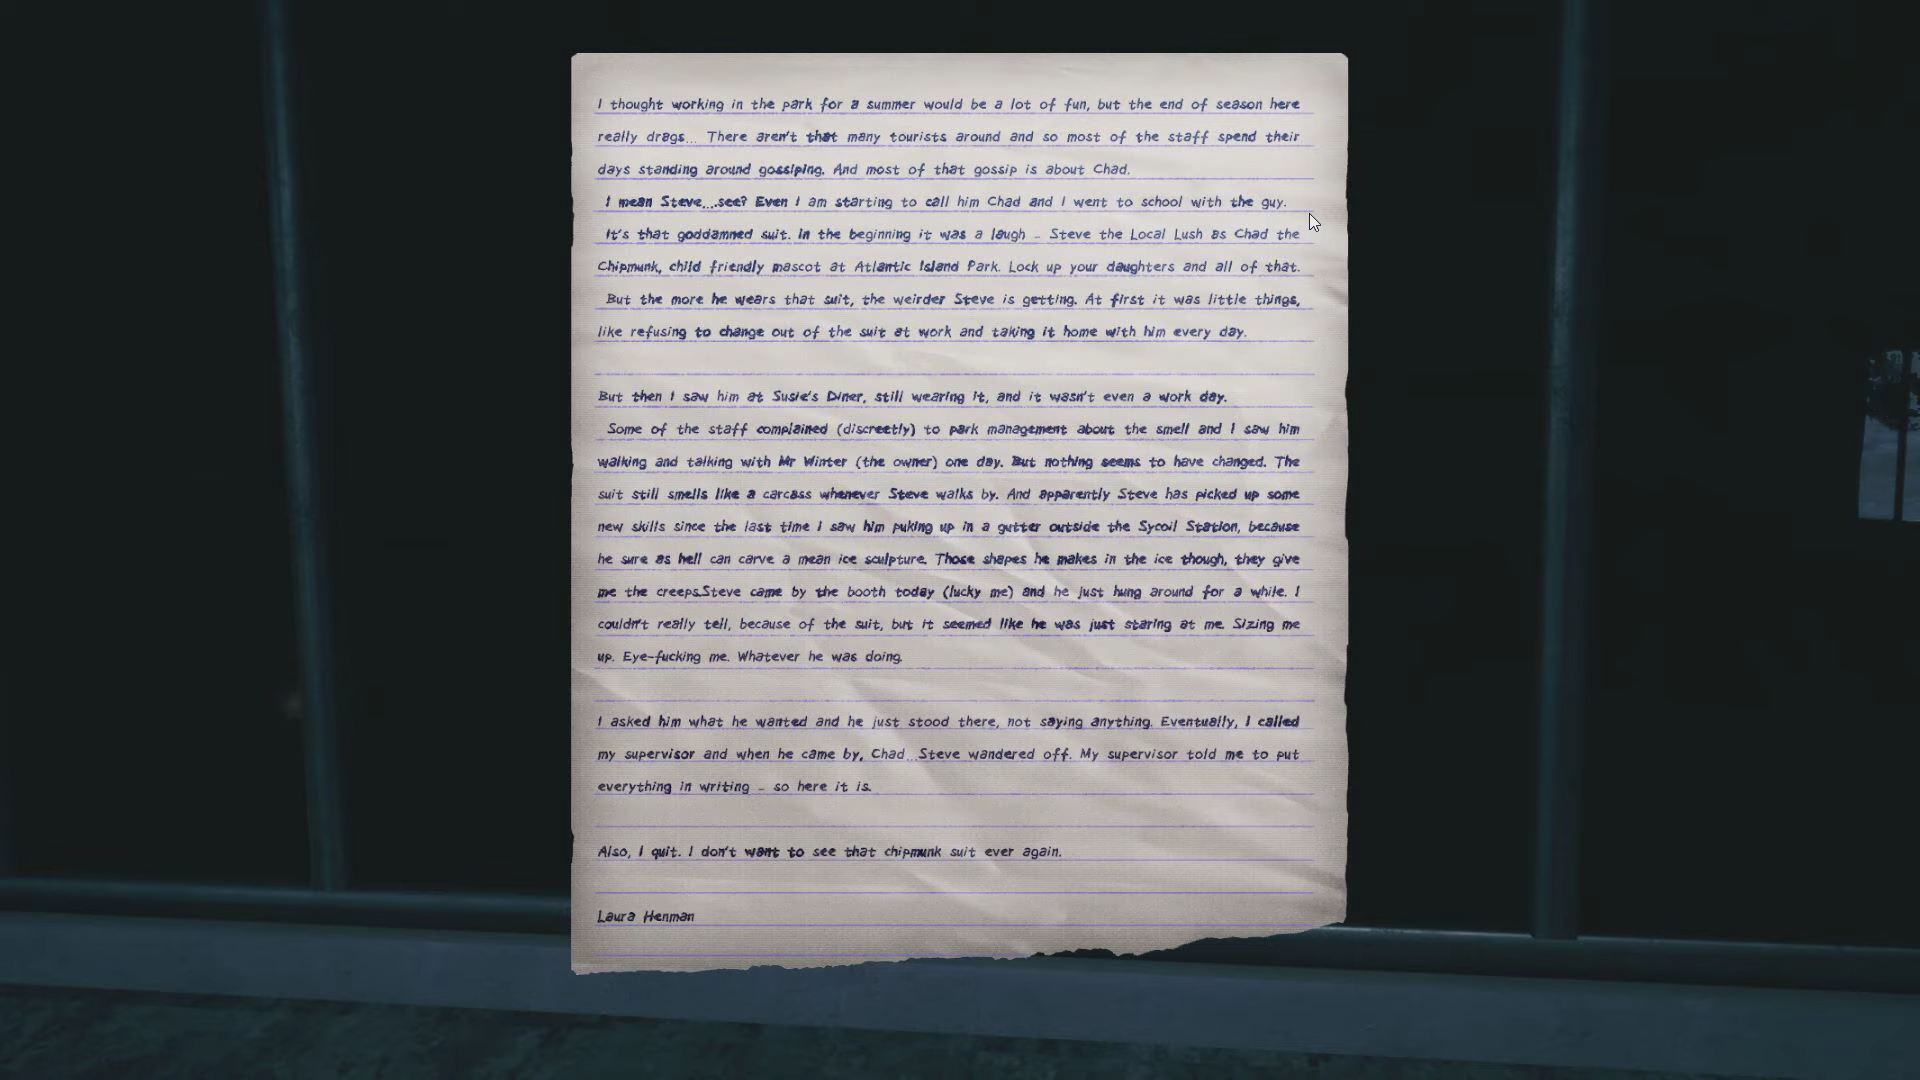 I thought working in the park for a summer would be a lot of fun, but the end of season here
really drags... There aren't that many tourists around and so most of the staff spend their
days standing around gossiping. And most of that gossip is about Chad.
I mean Steve...see? Even I am starting to call him Chad and I went to school with the guy.
It's that goddamned suit. In the beginning it was a laugh - Steve the Local Lush as Chad the
Chipmunk, child friendly mascot at Atlantic Island Park. Lock up your daughters and all of that.
But the more he wears that suit, the weirder Steve is getting. At first it was little things,
like refusing to change out of the suit at work and taking it home with him every day.
But then I saw him at Susie's Diner, still wearing it, and it wasn't even a work day.
Some of the staff complained (discreetly) to park management about the smell and I saw him
walking and talking with Mr Winter (the owner) one day. But nothing seems to have changed. The
suit still smells like a carcass whenever Steve walks by. And apparently Steve has picked up some
new skills since the last time I saw him puking up in a gutter outside the Sycoil Station, because
he sure as hell can carve a mean ice sculpture. Those shapes he makes in the ice though, they give
me the creeps.Steve came by the booth today (lucky me) and he just hung around for a while. I
couldn't really tell, because of the suit, but it seemed like he was just staring at me. Sizing me
up. Eye-fucking me. Whatever he was doing.
I asked him what he wanted and he just stood there, not saying anything. Eventually, I called
my supervisor and when he came by, Chad...Steve wandered off. My supervisor told me to put
everything in writing - so here it is.
Also, I quit. I don't want to see that chipmunk suit ever again.
Laura Henman